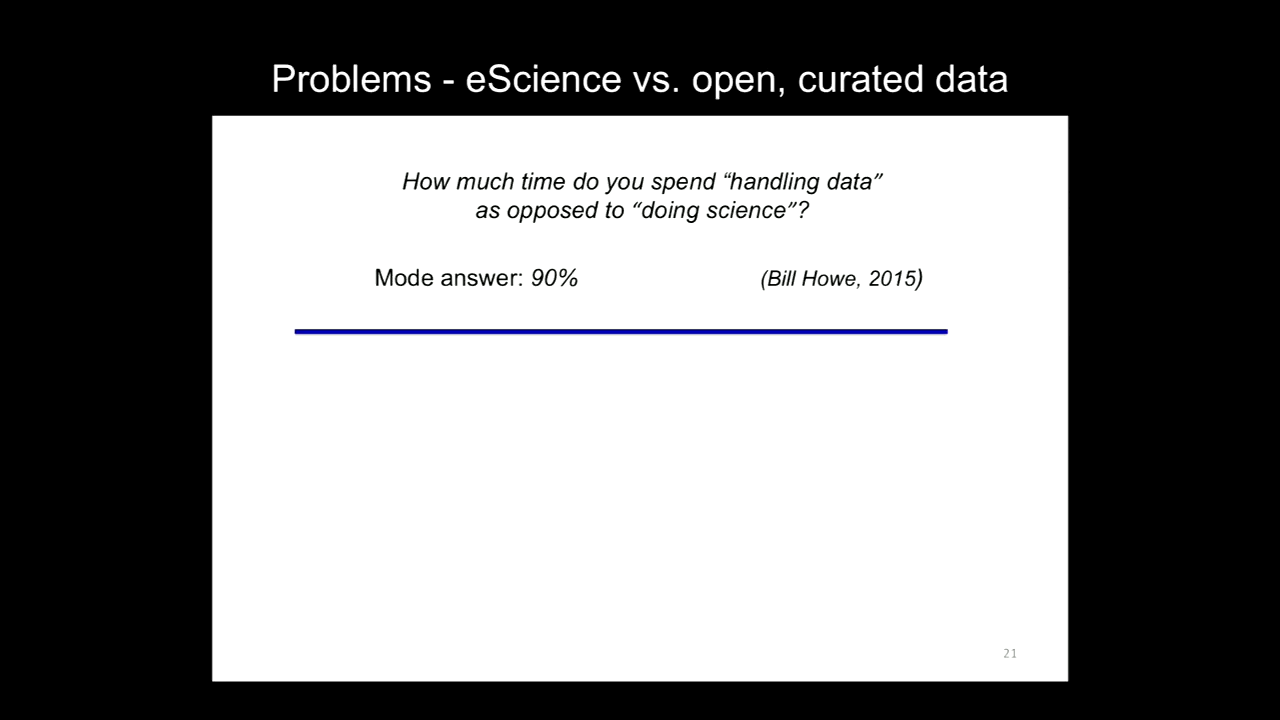 Problems - eScience vs. open, curated data
How much time do you spend “handling data”
as opposed to “doing science”?
Mode answer: 90% (Bill Howe, 2015)
21